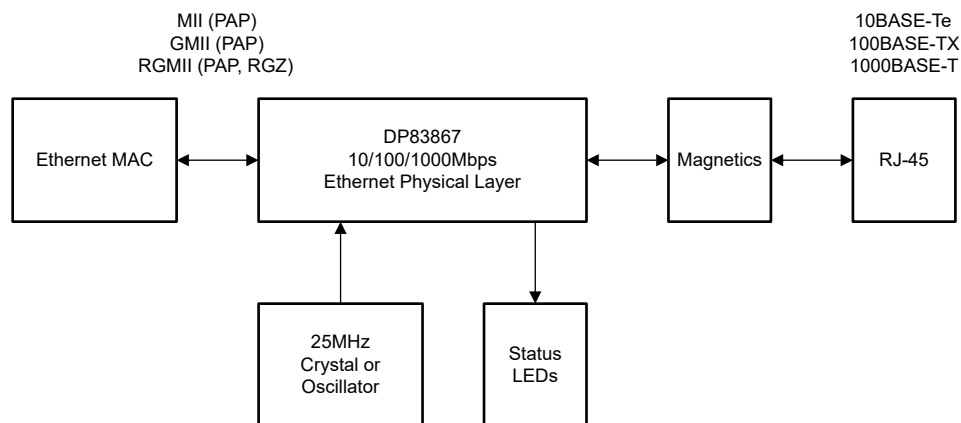 MII (PAP)
GMII (PAP)
RGMII (PAP, RGZ)
10BASE-Te
100BASE-TX
1000BASE-T
Ethernet MAC
DP83867
10/100/1000Mbps
Ethernet Physical Layer
Magnetics
RJ-45
25MHz
Crystal or
Oscillator
Status
LEDs